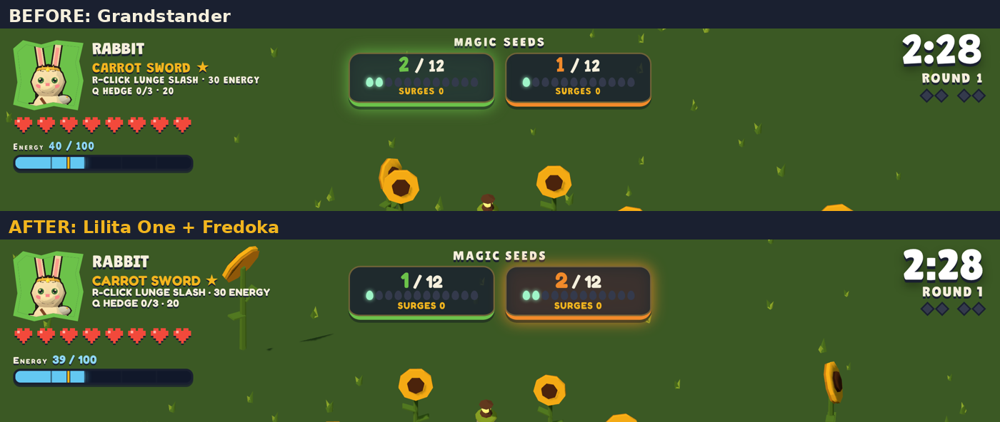 BEFORE: Grandstander
RABBIT
CARROT SWORD ★
R-CLICK LUNGE SLASH · 30 ENERGY
Q HEDGE 0/3 · 20
ENERGY 40 / 100
MAGIC SEEDS
2 / 12
SURGES 0
1 / 12
SURGES 0
2:28
ROUND 1
AFTER: Lilita One + Fredoka
RABBIT
CARROT SWORD ★
R-CLICK LUNGE SLASH · 30 ENERGY
Q HEDGE 0/3 · 20
ENERGY 39 / 100
MAGIC SEEDS
1 / 12
SURGES 0
2 / 12
SURGES 0
2:28
ROUND 1